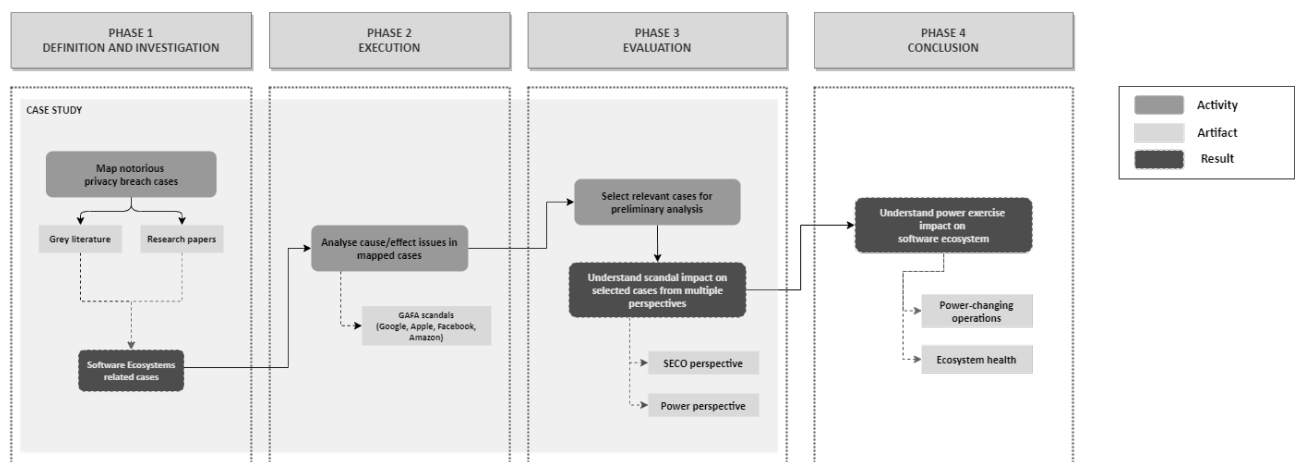 PHASE 1
DEFINITION AND INVESTIGATION
PHASE 2
EXECUTION
PHASE 3
EVALUATION
PHASE 4
CONCLUSION
CASE STUDY
Map notorious
privacy breach cases
Grey literature
Research papers
Software Ecosystems
related cases
Analyse cause/effect issues in
mapped cases
GAFA scandals
(Google, Apple, Facebook,
Amazon)
Select relevant cases for
preliminary analysis
Understand scandal impact on
selected cases from multiple
perspectives
SECO perspective
Power perspective
Understand power exercise
impact on
software ecosystem
Power-changing
operations
Ecosystem health
Activity
Artifact
Result